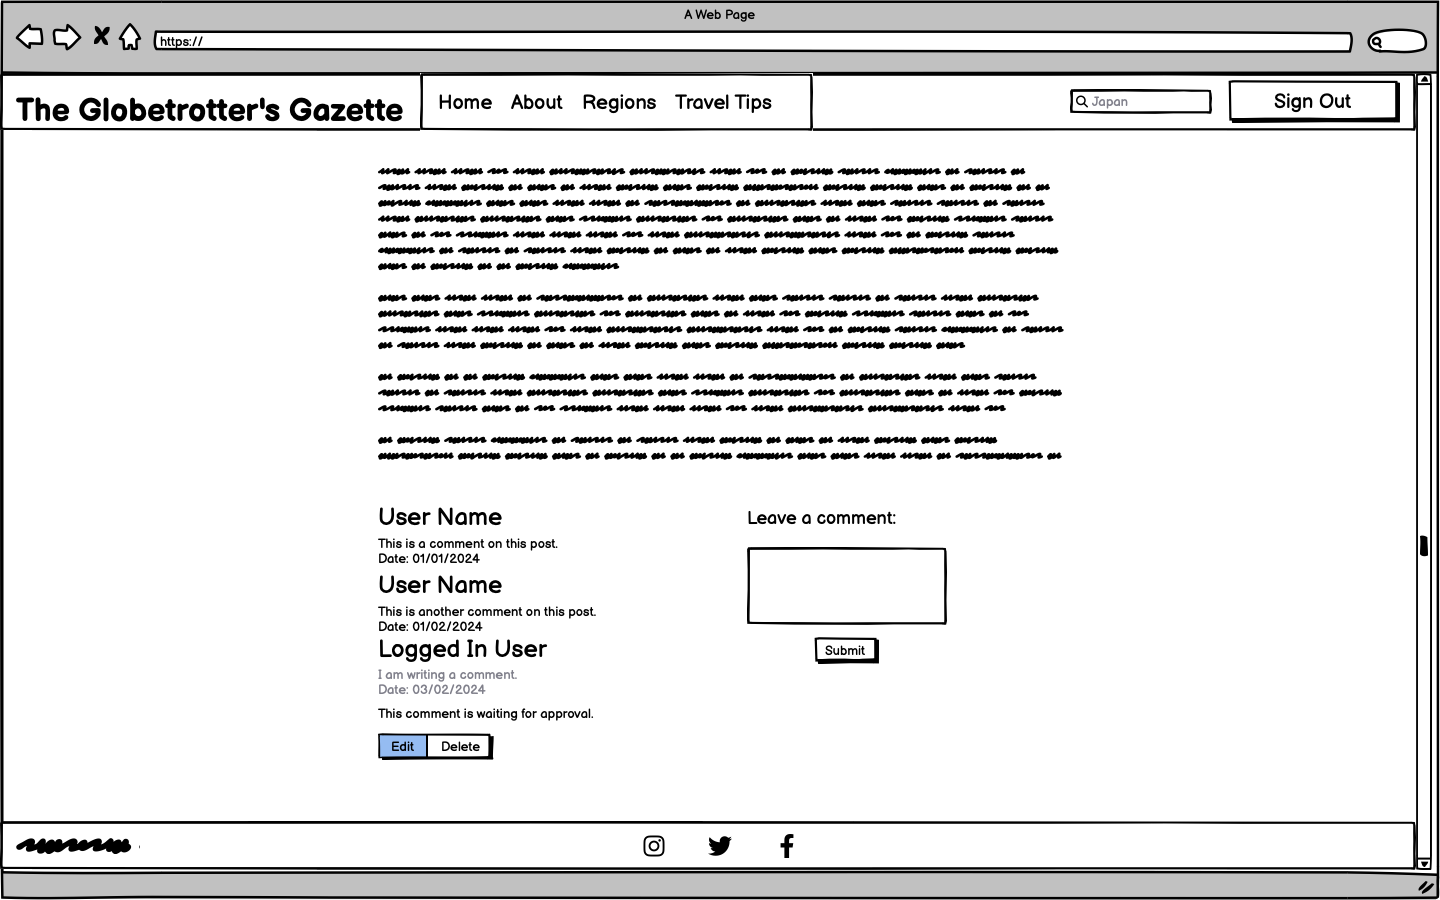 A Web Page
https://
The Globetrotter's Gazette
Home About Regions Travel Tips
Japan
Sign Out
User Name
This is a comment on this post.
Date: 01/01/2024
User Name
This is another comment on this post.
Date: 01/02/2024
Logged In User
I am writing a comment.
Date: 03/02/2024
This comment is waiting for approval.
Edit Delete
Leave a comment:
Submit